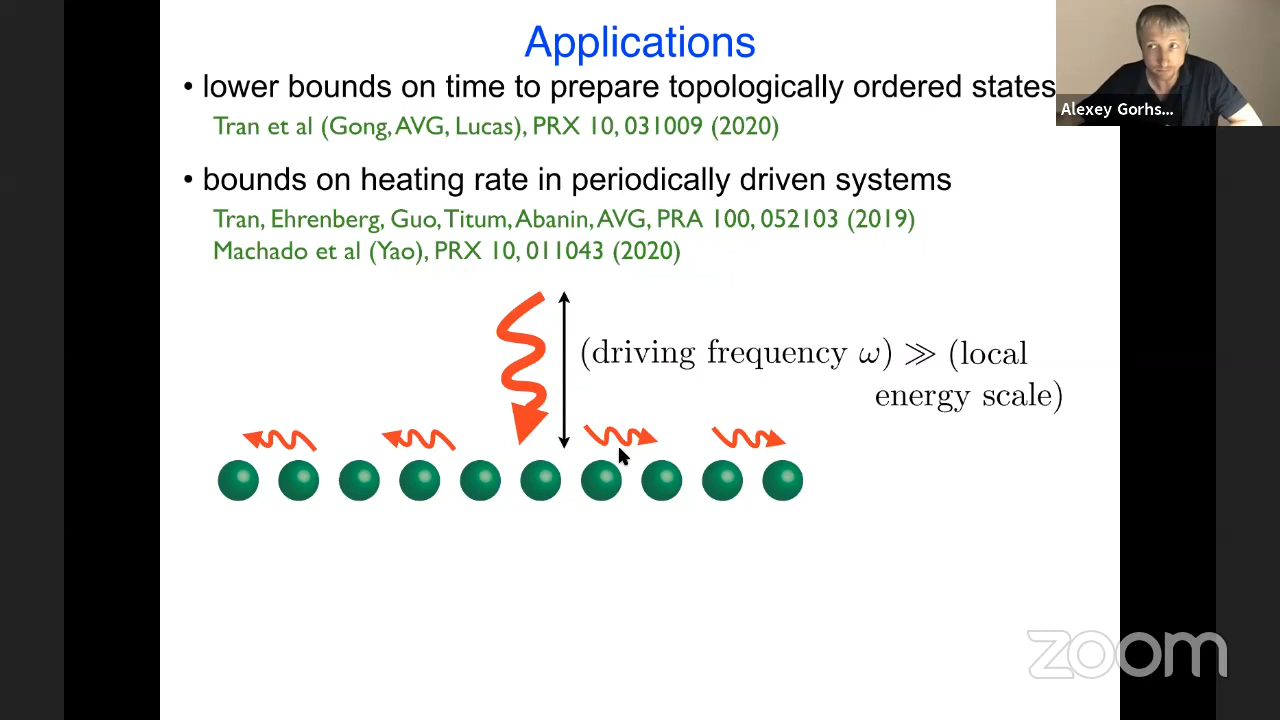 Applications
• lower bounds on time to prepare topologically ordered states
Tran et al (Gong, AVG, Lucas), PRX 10, 031009 (2020)
• bounds on heating rate in periodically driven systems
Tran, Ehrenberg, Guo, Titum, Abanin, AVG, PRA 100, 052103 (2019)
Machado et al (Yao), PRX 10, 011043 (2020)
(driving frequency ω) ≫ (local
energy scale)
Alexey Gorhs...
zoom